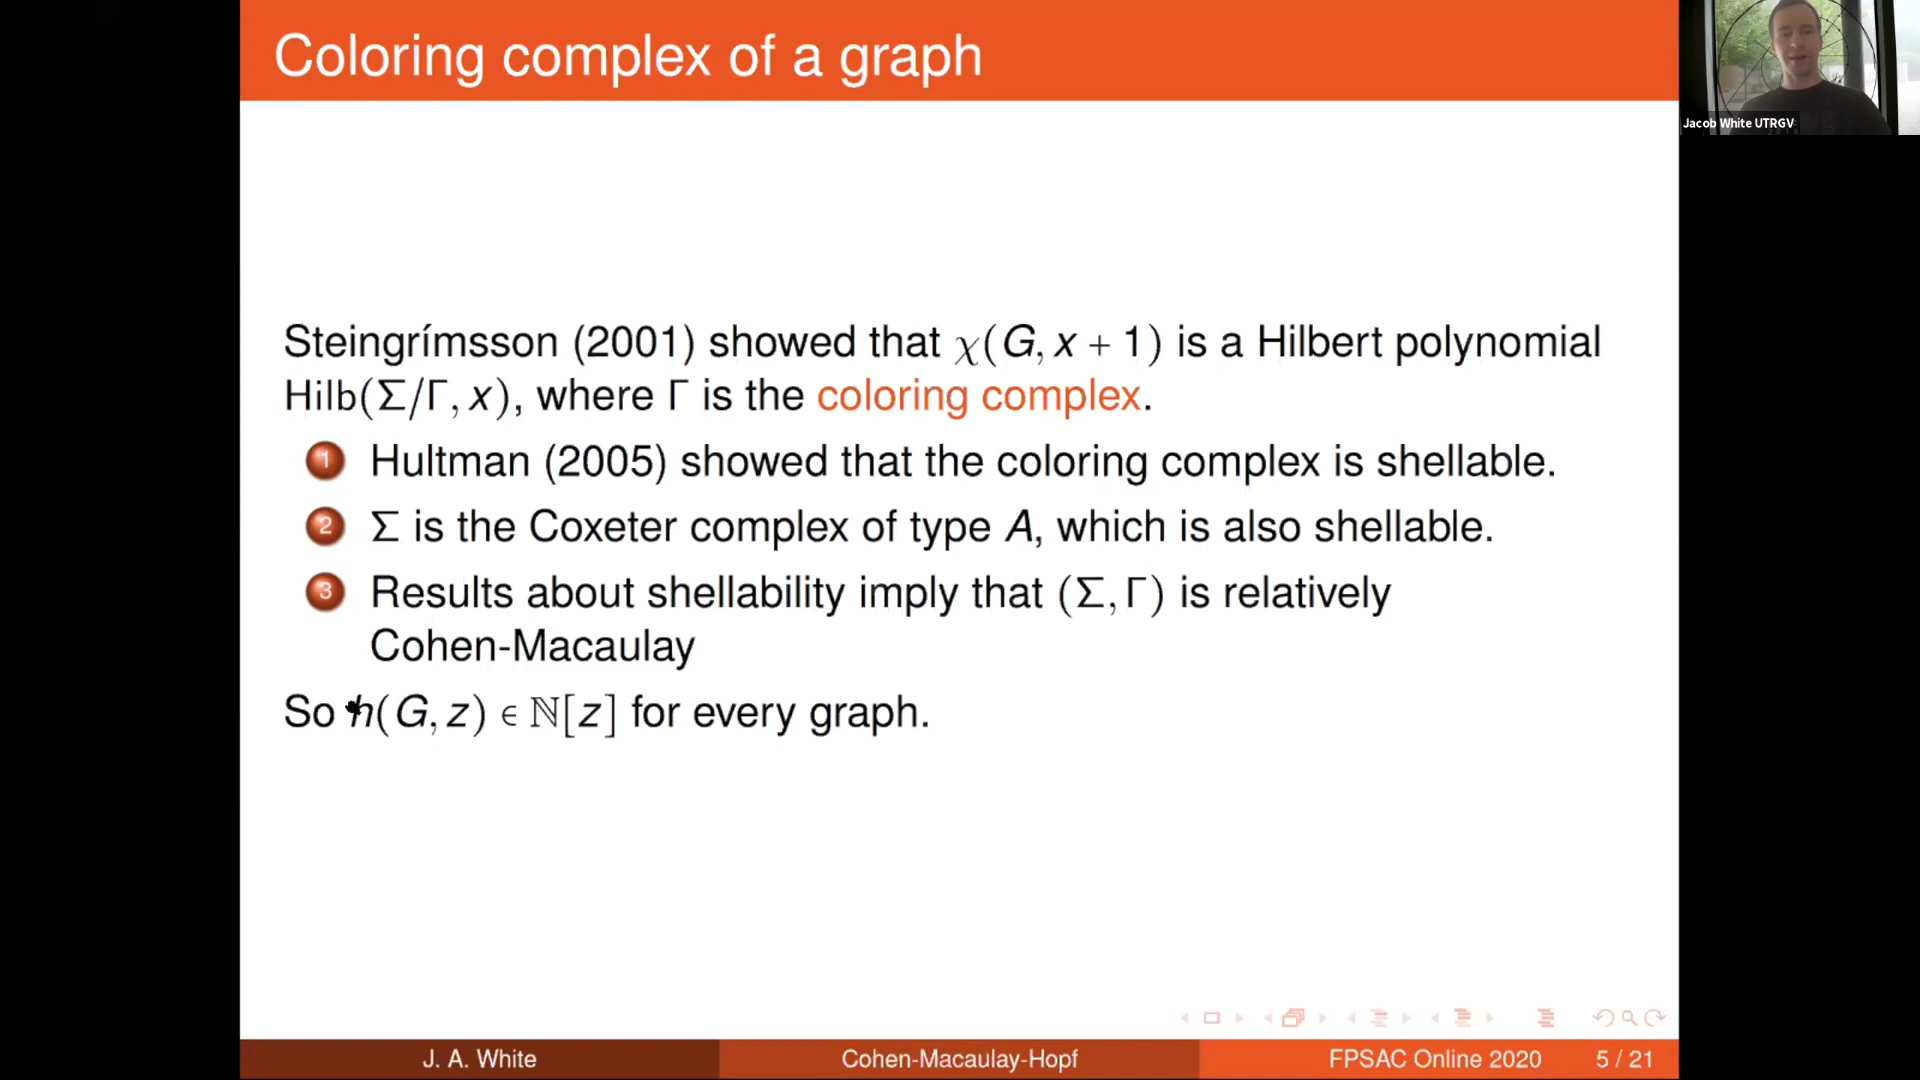 Coloring complex of a graph
Jacob White UTRGV
Steingrímsson (2001) showed that χ(G, x + 1) is a Hilbert polynomial
Hilb(Σ/Γ, x), where Γ is the coloring complex.
1 Hultman (2005) showed that the coloring complex is shellable.
2 Σ is the Coxeter complex of type A, which is also shellable.
3 Results about shellability imply that (Σ, Γ) is relatively
Cohen-Macaulay
So h(G, z) ∈ ℕ[z] for every graph.
J. A. White Cohen-Macaulay-Hopf FPSAC Online 2020 5 / 21